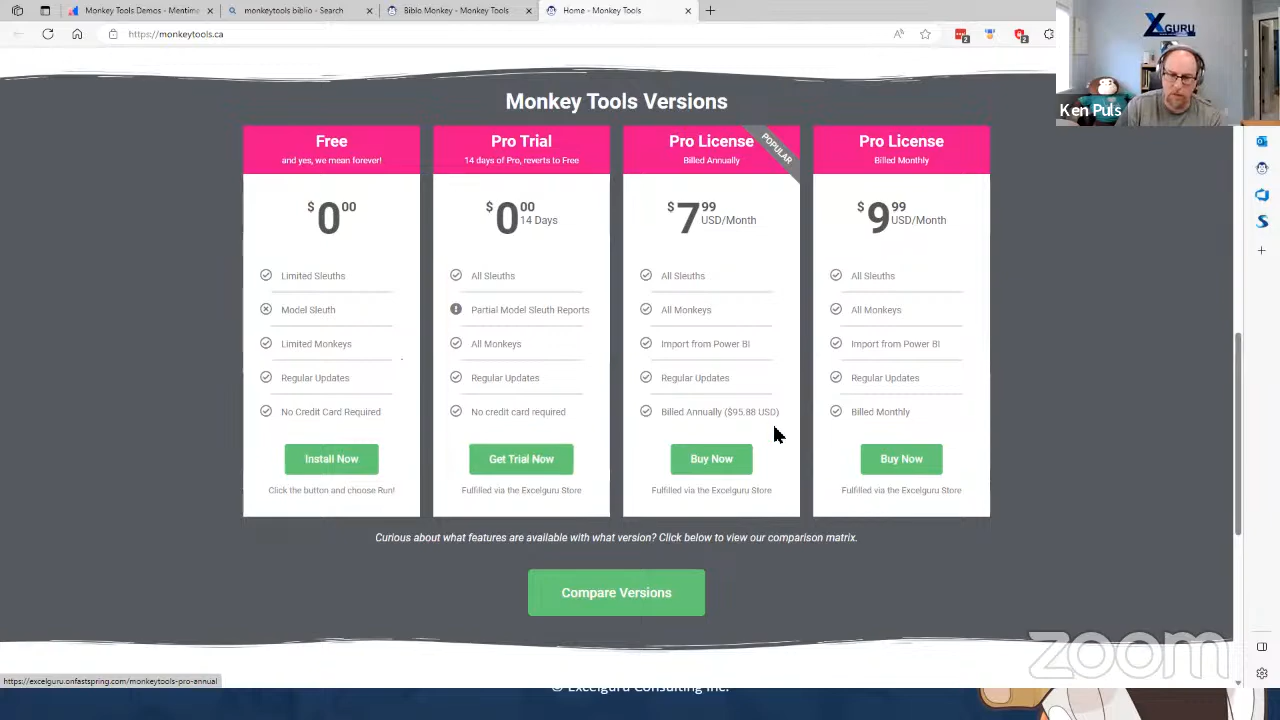 Monkey Tools Demos - Mentime
monkeytools biblio - Search
Biblo Monkey - Monkey Tools
Home - Monkey Tools
https://monkeytools.ca
2
2
XLGURU
Ken Puls
Monkey Tools Versions
Free
and yes, we mean forever!
$ 0 00
Limited Sleuths
Model Sleuth
Limited Monkeys
Regular Updates
No Credit Card Required
Install Now
Click the button and choose Run!
Pro Trial
14 days of Pro, reverts to Free
$ 0 00
14 Days
All Sleuths
Partial Model Sleuth Reports
All Monkeys
Regular Updates
No credit card required
Get Trial Now
Fulfilled via the Excelguru Store
Pro License
Billed Annually
POPULAR
$ 7 99
USD/Month
All Sleuths
All Monkeys
Import from Power BI
Regular Updates
Billed Annually ($95.88 USD)
Buy Now
Fulfilled via the Excelguru Store
Pro License
Billed Monthly
$ 9 99
USD/Month
All Sleuths
All Monkeys
Import from Power BI
Regular Updates
Billed Monthly
Buy Now
Fulfilled via the Excelguru Store
Curious about what features are available with what version? Click below to view our comparison matrix.
Compare Versions
zoom
https://excelguru.onfastspring.com/monkeytools-pro-annual
© Excelguru Consulting Inc.